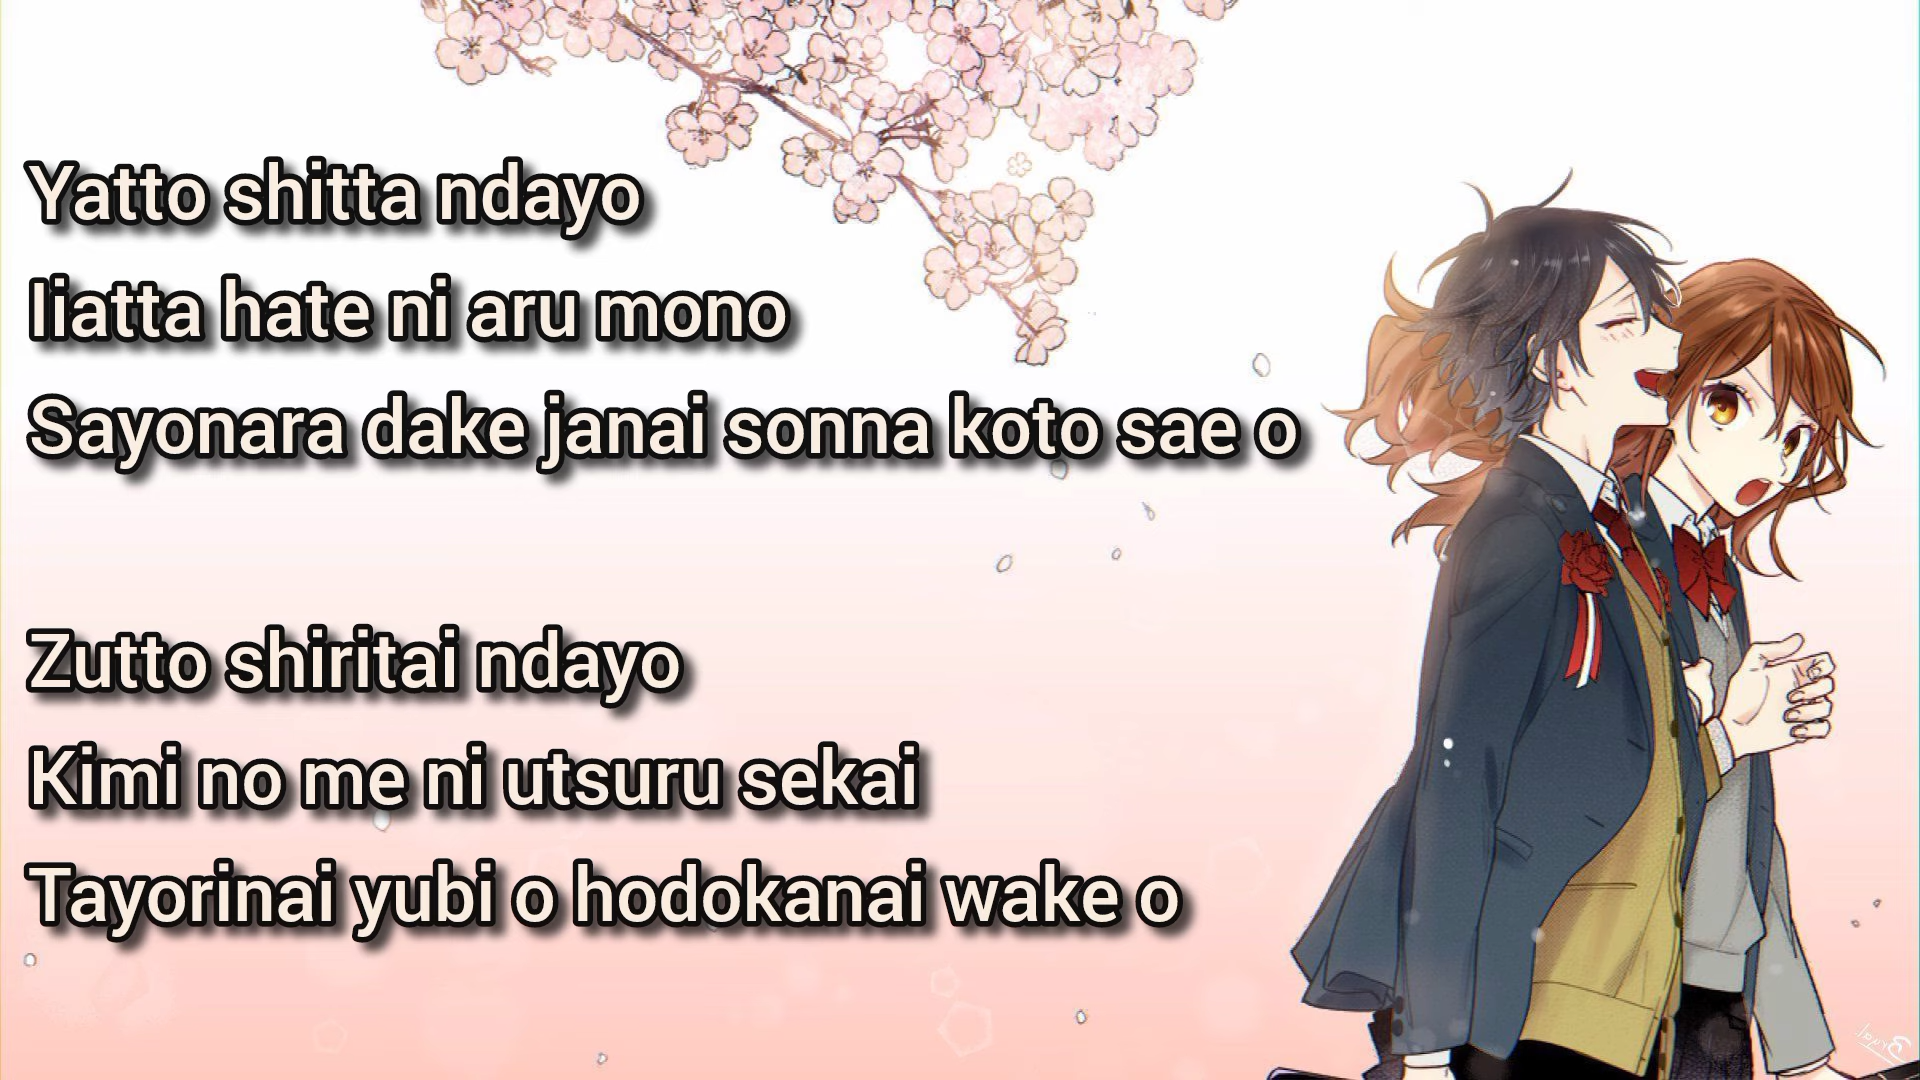 Yatto shitta ndayo
Iiatta hate ni aru mono
Sayonara dake janai sonna koto sae o
Zutto shiritai ndayo
Kimi no me ni utsuru sekai
Tayorinai yubi o hodokanai wake o